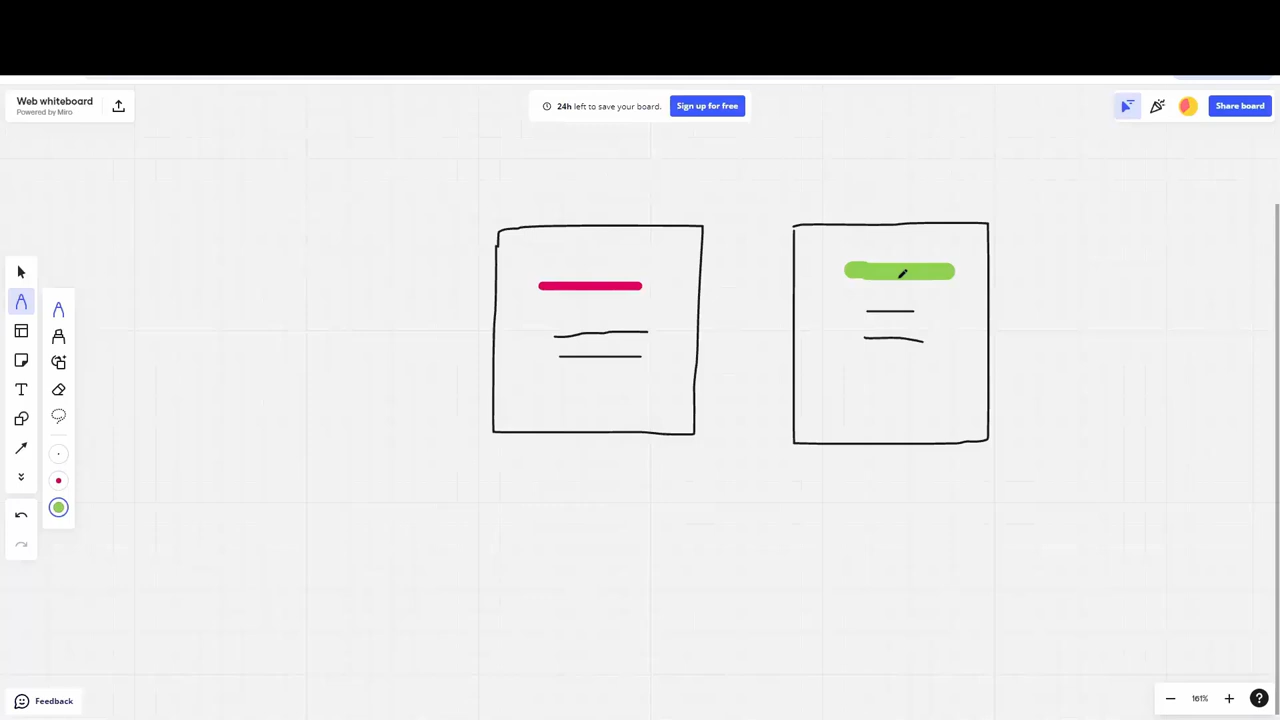 Web whiteboard
Powered by Miro
24h left to save your board.
Sign up for free
Share board
T
Feedback
161%
?